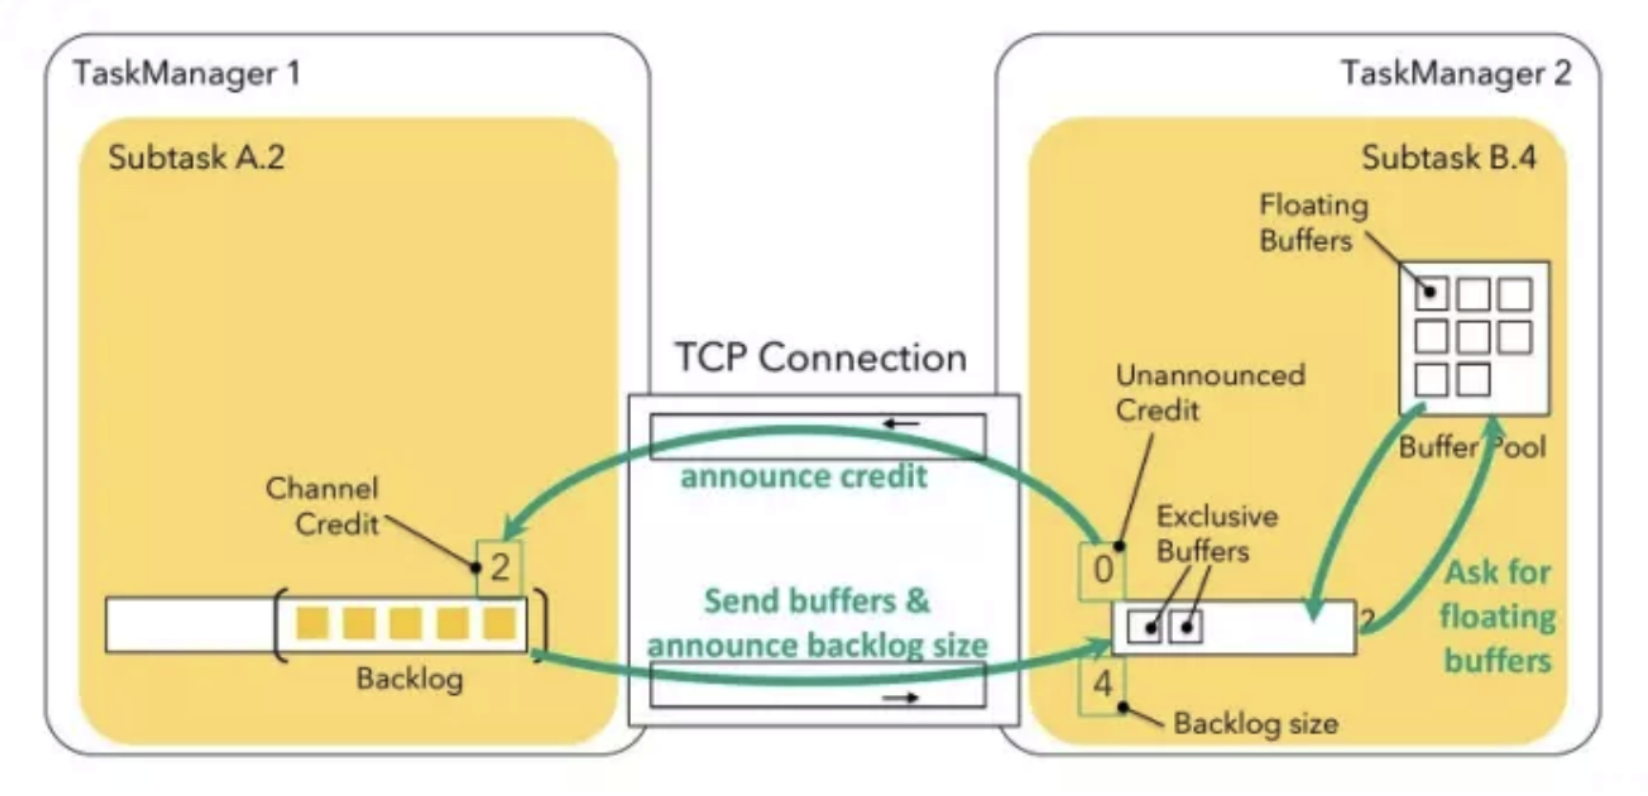 TaskManager 1
TaskManager 2
Subtask A.2
Subtask B.4
Floating
Buffers
TCP Connection
Unannounced
Credit
Buffer Pool
announce credit
Channel
Credit
2
Exclusive
Buffers
0
Ask for
floating
buffers
Send buffers &
announce backlog size
2
Backlog
4
Backlog size